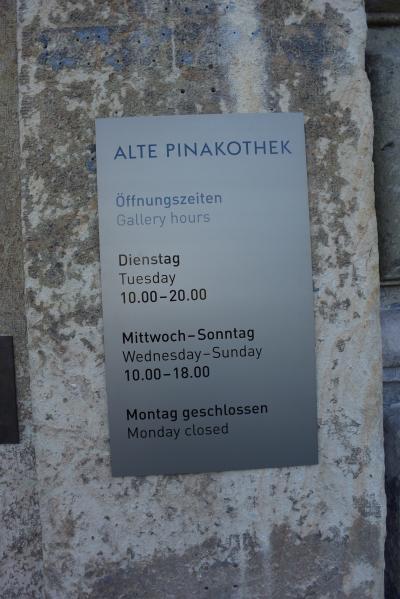 ALTE PINAKOTHEK
Öffnungszeiten
Gallery hours
Dienstag
Tuesday
10.00–20.00
Mittwoch–Sonntag
Wednesday–Sunday
10.00–18.00
Montag geschlossen
Monday closed